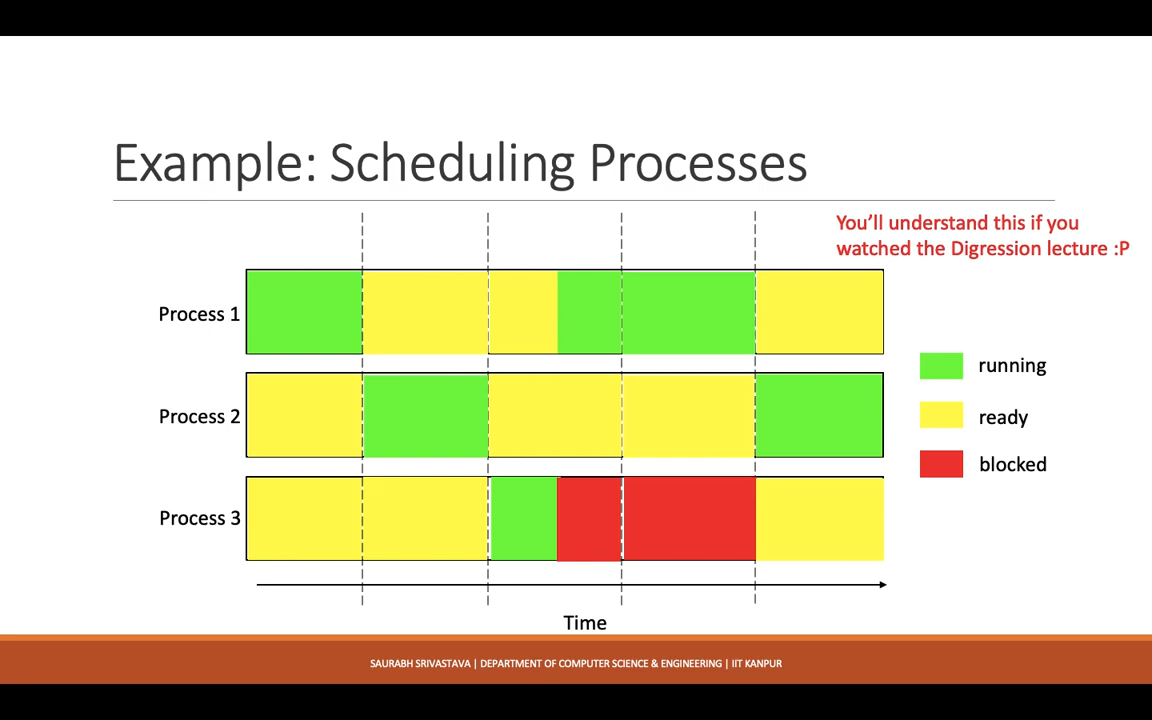 Example: Scheduling Processes
You'll understand this if you
watched the Digression lecture :P
Process 1
Process 2
Process 3
running
ready
blocked
Time
SAURABH SRIVASTAVA | DEPARTMENT OF COMPUTER SCIENCE & ENGINEERING | IIT KANPUR